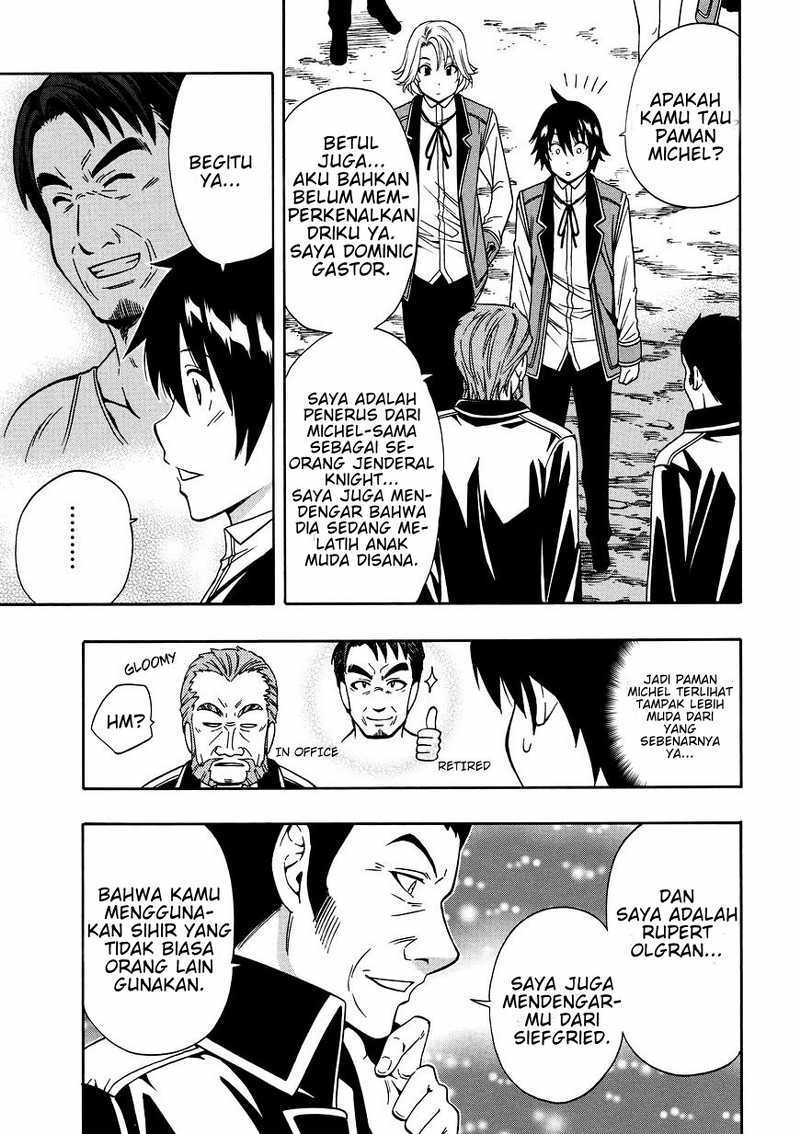 APAKAH
KAMU TAU
PAMAN
MICHEL?
BETUL
JUGA...
AKU BAHKAN
BELUM MEM-
PERKENALKAN
DRIKU YA.
SAYA DOMINIC
GASTOR.
SAYA ADALAH
PENERUS DARI
MICHEL-SAMA
SEBAGAI SE-
ORANG JENDERAL
KNIGHT...
SAYA JUGA MEN-
DENGAR BAHWA
DIA SEDANG ME-
LATIH ANAK
MUDA DISANA.
BEGITU
YA...
.........
JADI PAMAN
MICHEL TERLIHAT
TAMPAK LEBIH
MUDA DARI
YANG
SEBENARNYA
YA...
RETIRED
IN OFFICE
GLOOMY
HM?
DAN
SAYA ADALAH
RUPERT
OLGRAN...
SAYA JUGA
MENDENGAR-
MU DARI
SIEFGRIED.
BAHWA KAMU
MENGGUNA-
KAN SIHIR YANG
TIDAK BIASA
ORANG LAIN
GUNAKAN.